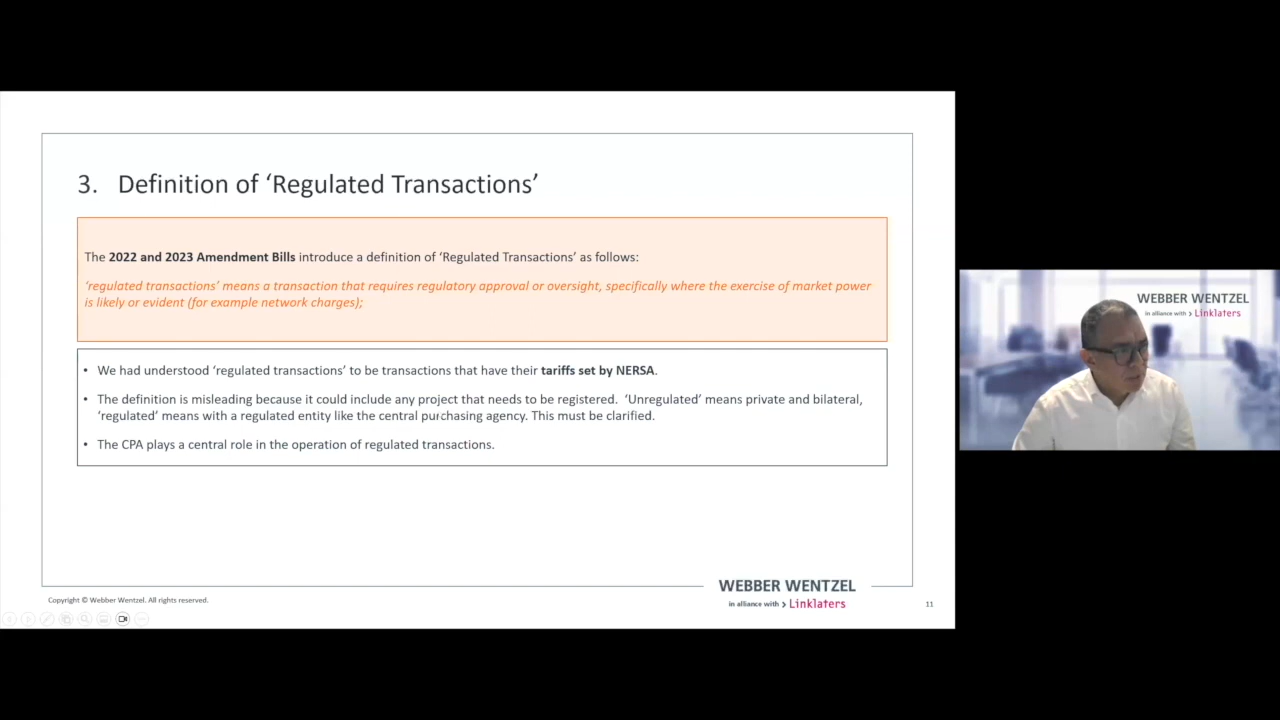 3. Definition of ‘Regulated Transactions’
The 2022 and 2023 Amendment Bills introduce a definition of ‘Regulated Transactions’ as follows:
‘regulated transactions’ means a transaction that requires regulatory approval or oversight, specifically where the exercise of market power
is likely or evident (for example network charges);
• We had understood ‘regulated transactions’ to be transactions that have their tariffs set by NERSA.
• The definition is misleading because it could include any project that needs to be registered. ‘Unregulated’ means private and bilateral,
‘regulated’ means with a regulated entity like the central purchasing agency. This must be clarified.
• The CPA plays a central role in the operation of regulated transactions.
WEBBER WENTZEL
in alliance with › Linklaters
Copyright © Webber Wentzel. All rights reserved.
11
WEBBER WENTZEL
in alliance with › Linklaters